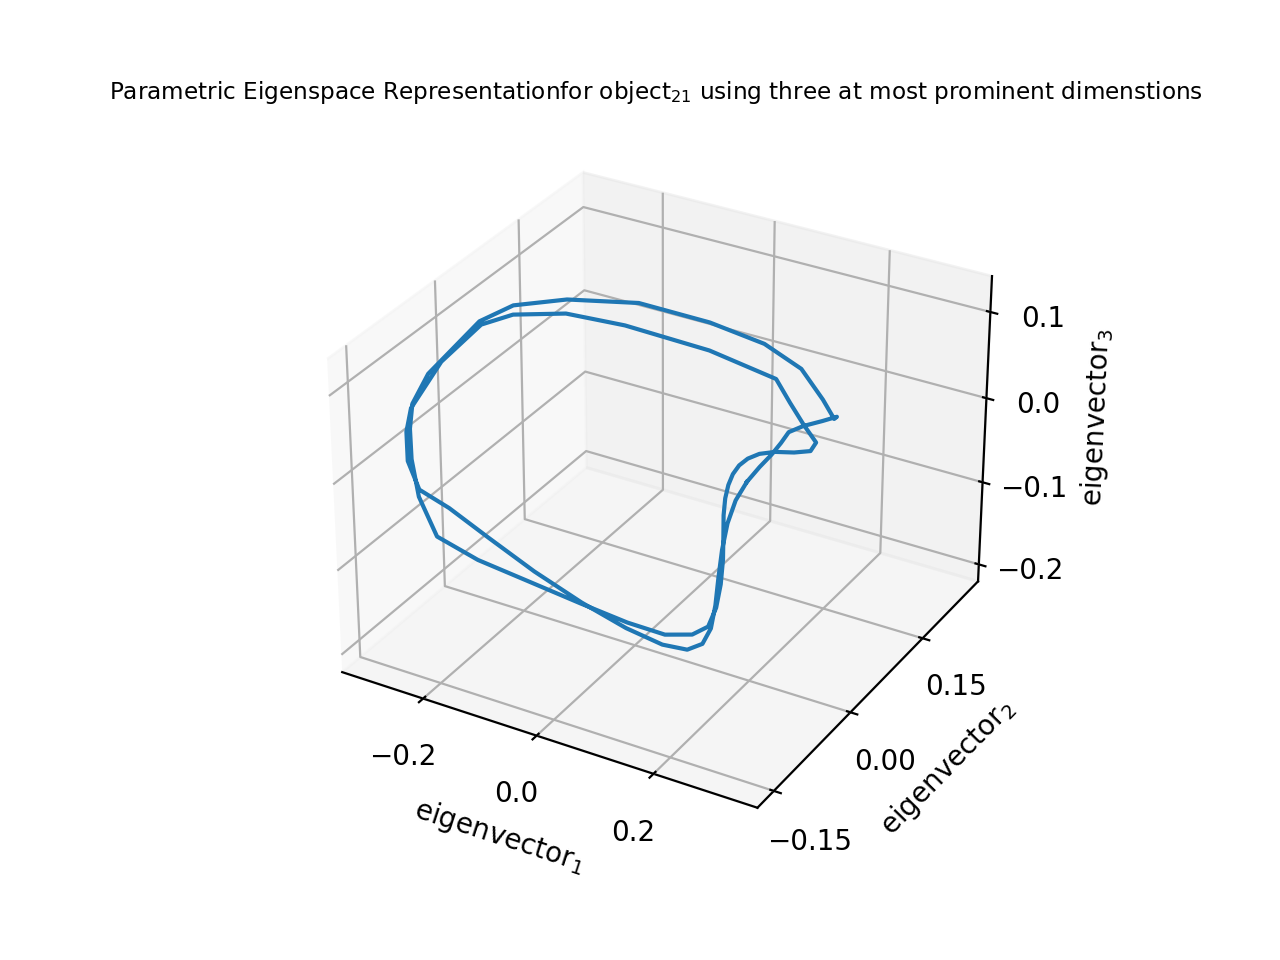 Parametric Eigenspace Representationfor object₂₁ using three at most prominent dimenstions
0.1
0.0
−0.1
−0.2
eigenvector₃
0.15
0.00
−0.15
eigenvector₂
−0.2
0.0
0.2
eigenvector₁